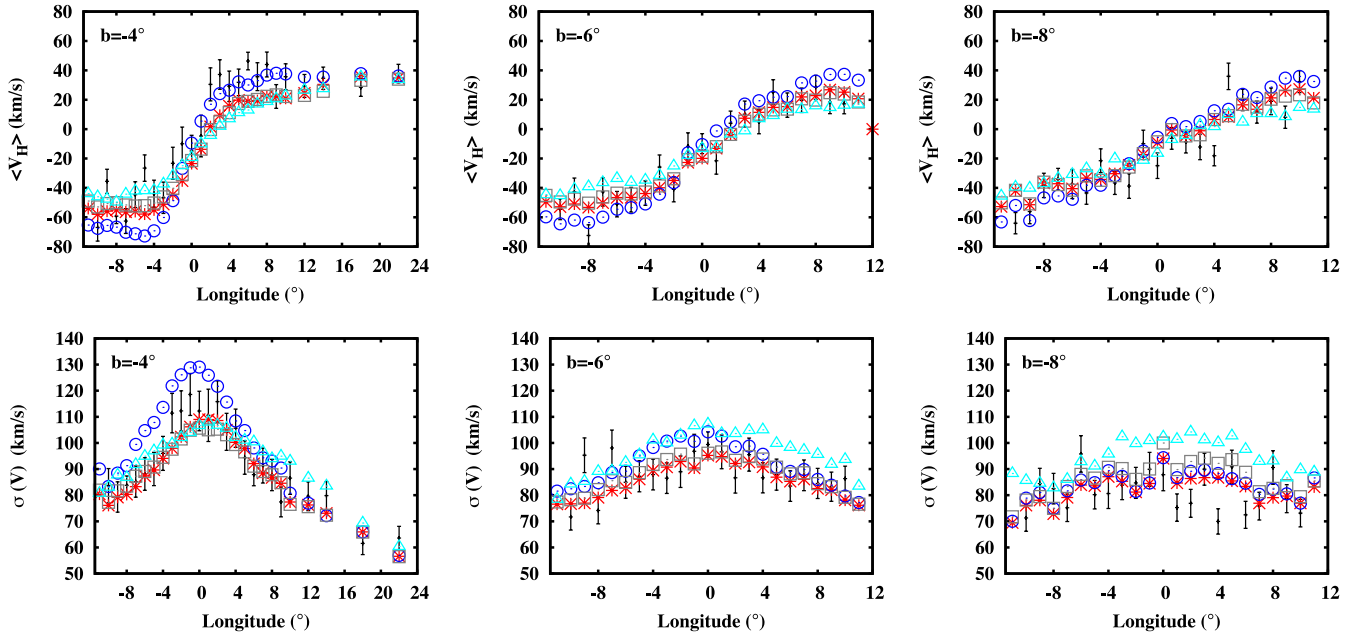 80
60
40
20
0
-20
-40
-60
-80
<V_H> (km/s)
b=-4°
-8 -4 0 4 8 12 16 20 24
Longitude (°)
80
60
40
20
0
-20
-40
-60
-80
<V_H> (km/s)
b=-6°
-8 -4 0 4 8 12
Longitude (°)
80
60
40
20
0
-20
-40
-60
-80
<V_H> (km/s)
b=-8°
-8 -4 0 4 8 12
Longitude (°)
140
130
120
110
100
90
80
70
60
50
σ (V) (km/s)
b=-4°
-8 -4 0 4 8 12 16 20 24
Longitude (°)
140
130
120
110
100
90
80
70
60
50
σ (V) (km/s)
b=-6°
-8 -4 0 4 8 12
Longitude (°)
140
130
120
110
100
90
80
70
60
50
σ (V) (km/s)
b=-8°
-8 -4 0 4 8 12
Longitude (°)